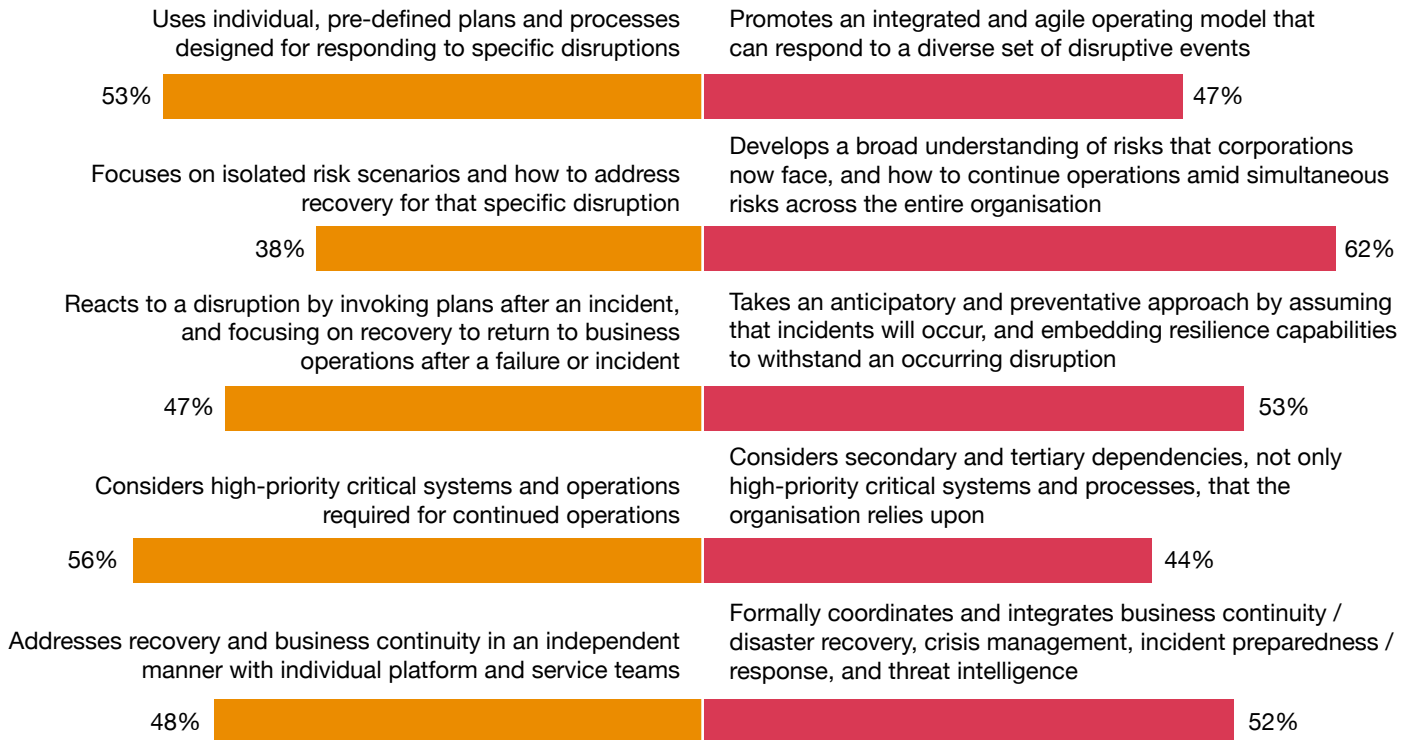 Uses individual, pre-defined plans and processes
designed for responding to specific disruptions
Promotes an integrated and agile operating model that
can respond to a diverse set of disruptive events
53%
47%
Focuses on isolated risk scenarios and how to address
recovery for that specific disruption
Develops a broad understanding of risks that corporations
now face, and how to continue operations amid simultaneous
risks across the entire organisation
38%
62%
Reacts to a disruption by invoking plans after an incident,
and focusing on recovery to return to business
operations after a failure or incident
Takes an anticipatory and preventative approach by assuming
that incidents will occur, and embedding resilience capabilities
to withstand an occurring disruption
47%
53%
Considers high-priority critical systems and operations
required for continued operations
Considers secondary and tertiary dependencies, not only
high-priority critical systems and processes, that the
organisation relies upon
56%
44%
Addresses recovery and business continuity in an independent
manner with individual platform and service teams
Formally coordinates and integrates business continuity /
disaster recovery, crisis management, incident preparedness /
response, and threat intelligence
48%
52%